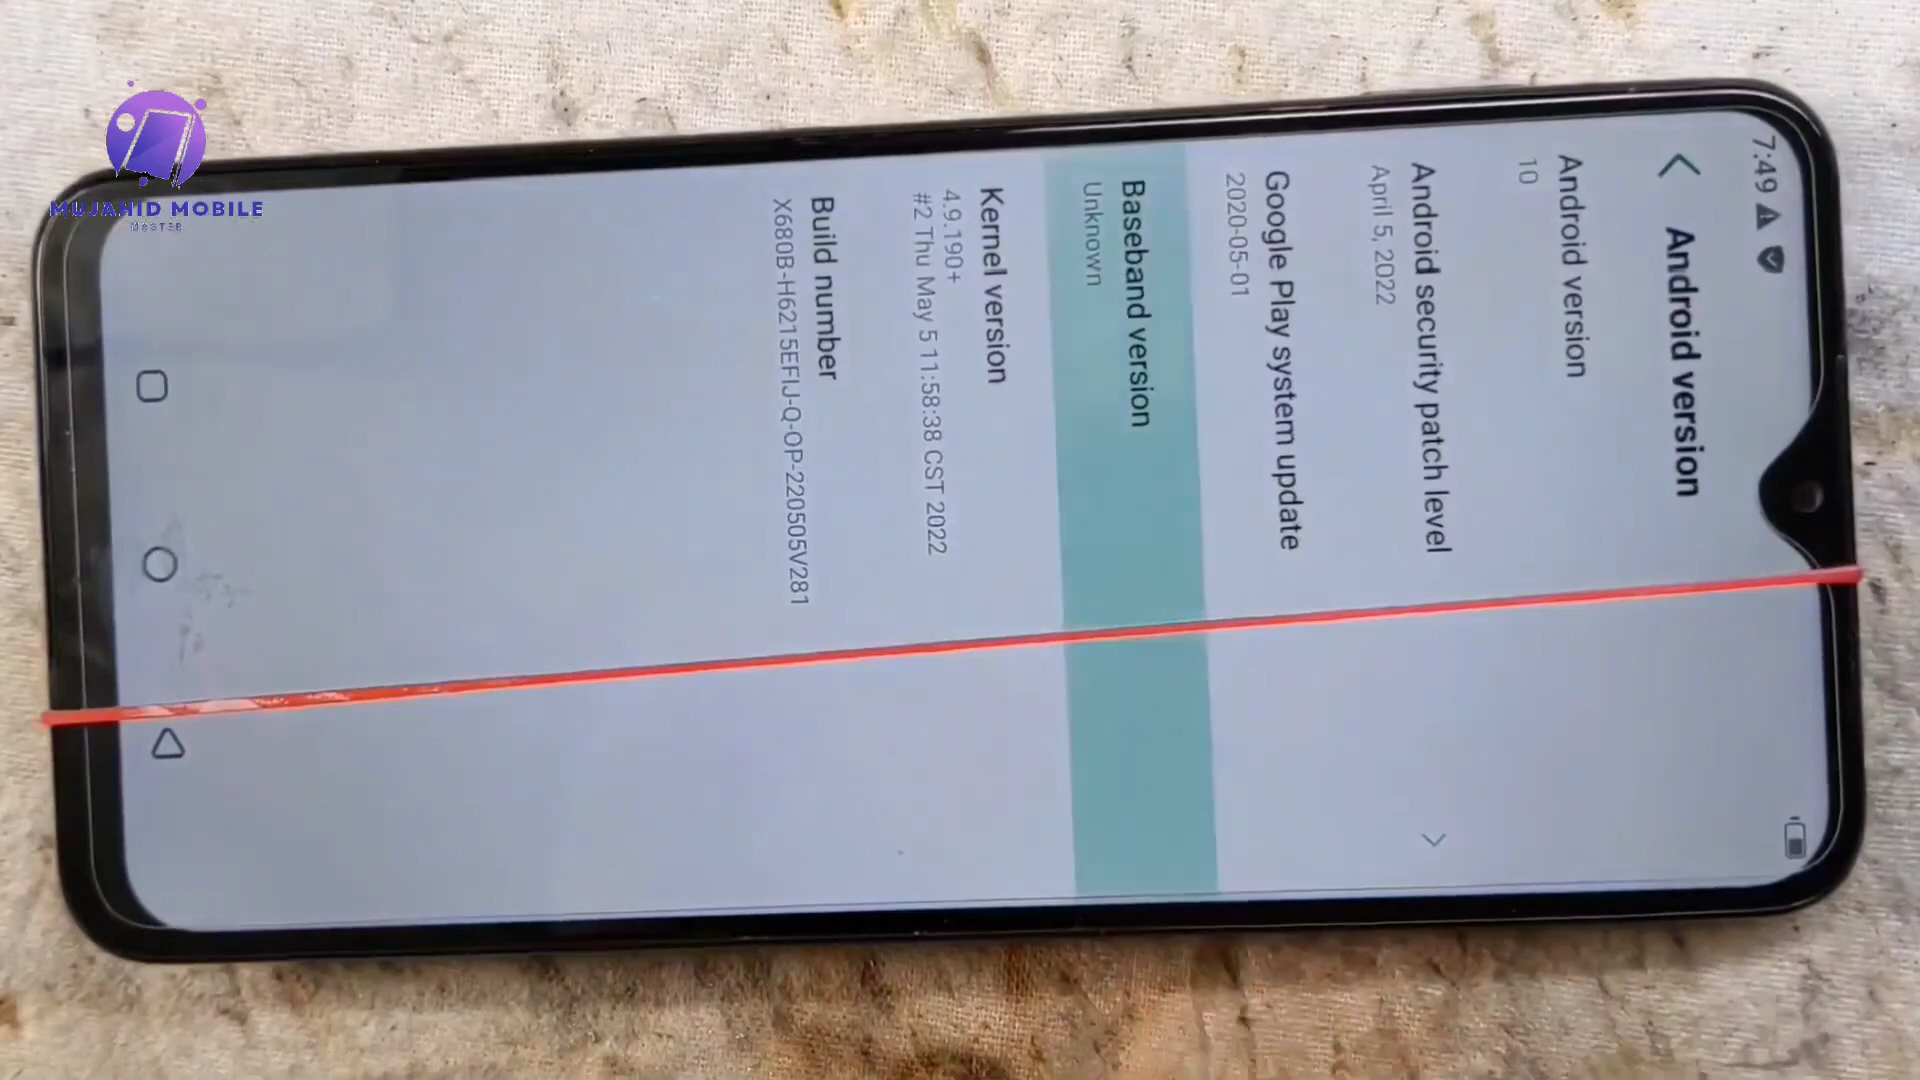 MUJAHID MOBILE
MASTER
7:49
Android version
Android version
10
Android security patch level
April 5, 2022
Google Play system update
2020-05-01
Baseband version
Unknown
Kernel version
4.9.190+
#2 Thu May 5 11:58:38 CST 2022
Build number
X680B-H6215EFIJ-Q-OP-220505V281